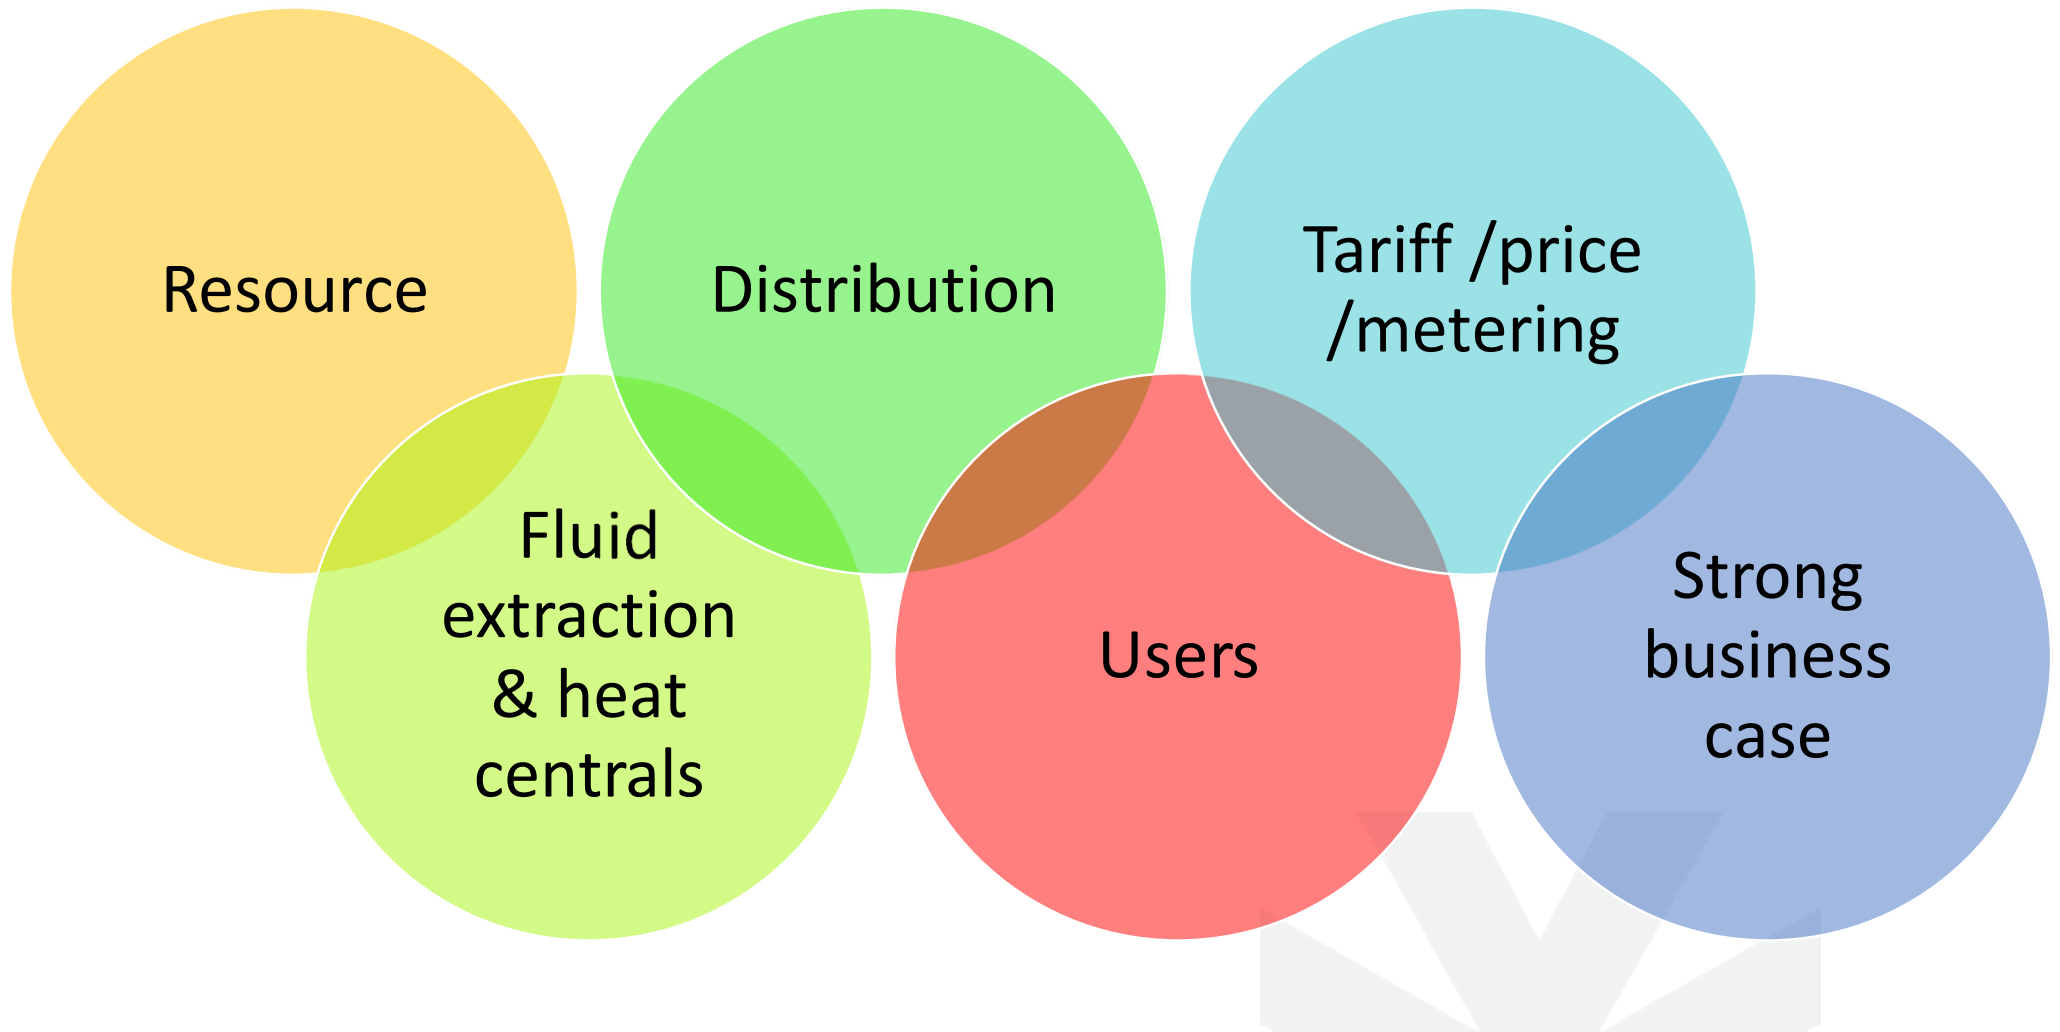 Resource
Fluid
extraction
& heat
centrals
Distribution
Users
Tariff /price
/metering
Strong
business
case